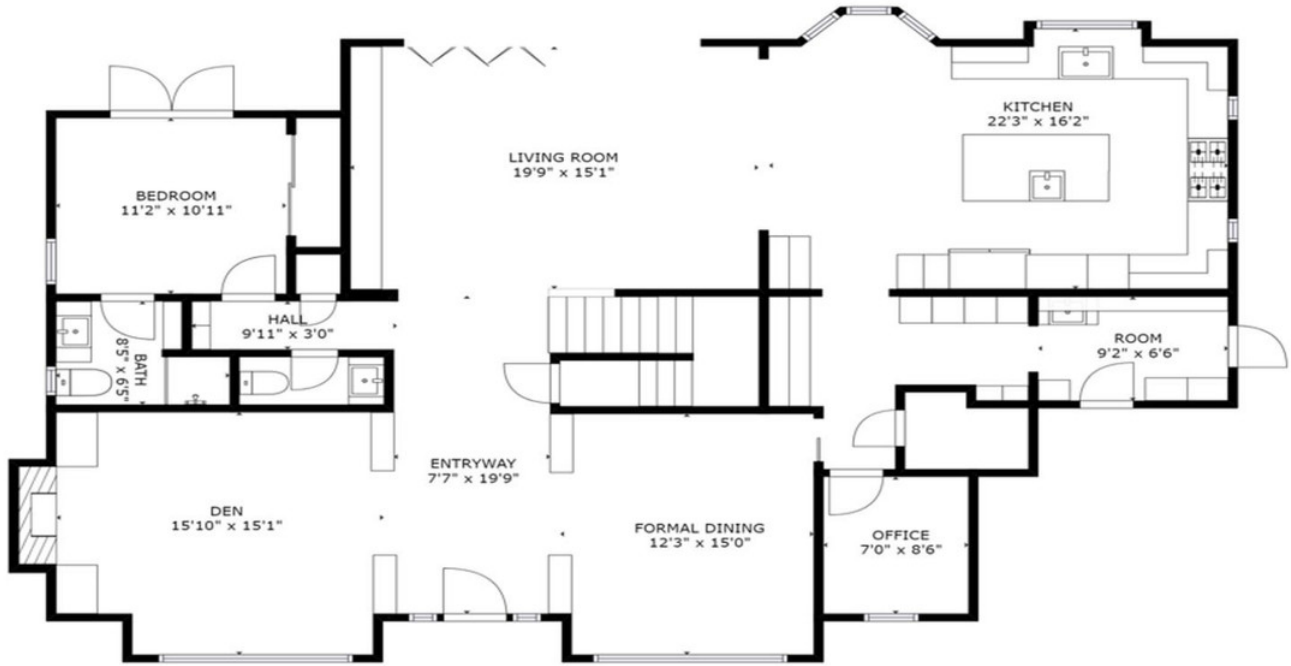 KITCHEN
22'3" x 16'2"
LIVING ROOM
19'9" x 15'1"
BEDROOM
11'2" x 10'11"
HALL
9'11" x 3'0"
BATH
8'5" x 6'5"
ROOM
9'2" x 6'6"
ENTRYWAY
7'7" x 19'9"
DEN
15'10" x 15'1"
FORMAL DINING
12'3" x 15'0"
OFFICE
7'0" x 8'6"